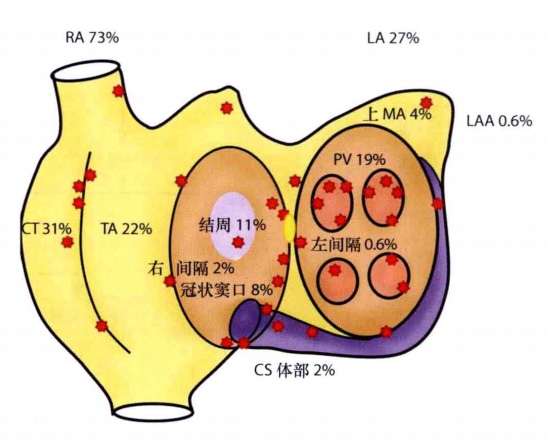 RA 73%
LA 27%
上 MA 4%
LAA 0.6%
PV 19%
CT 31%
TA 22%
结周 11%
左间隔 0.6%
右 间隔 2%
冠状窦口 8%
CS 体部 2%